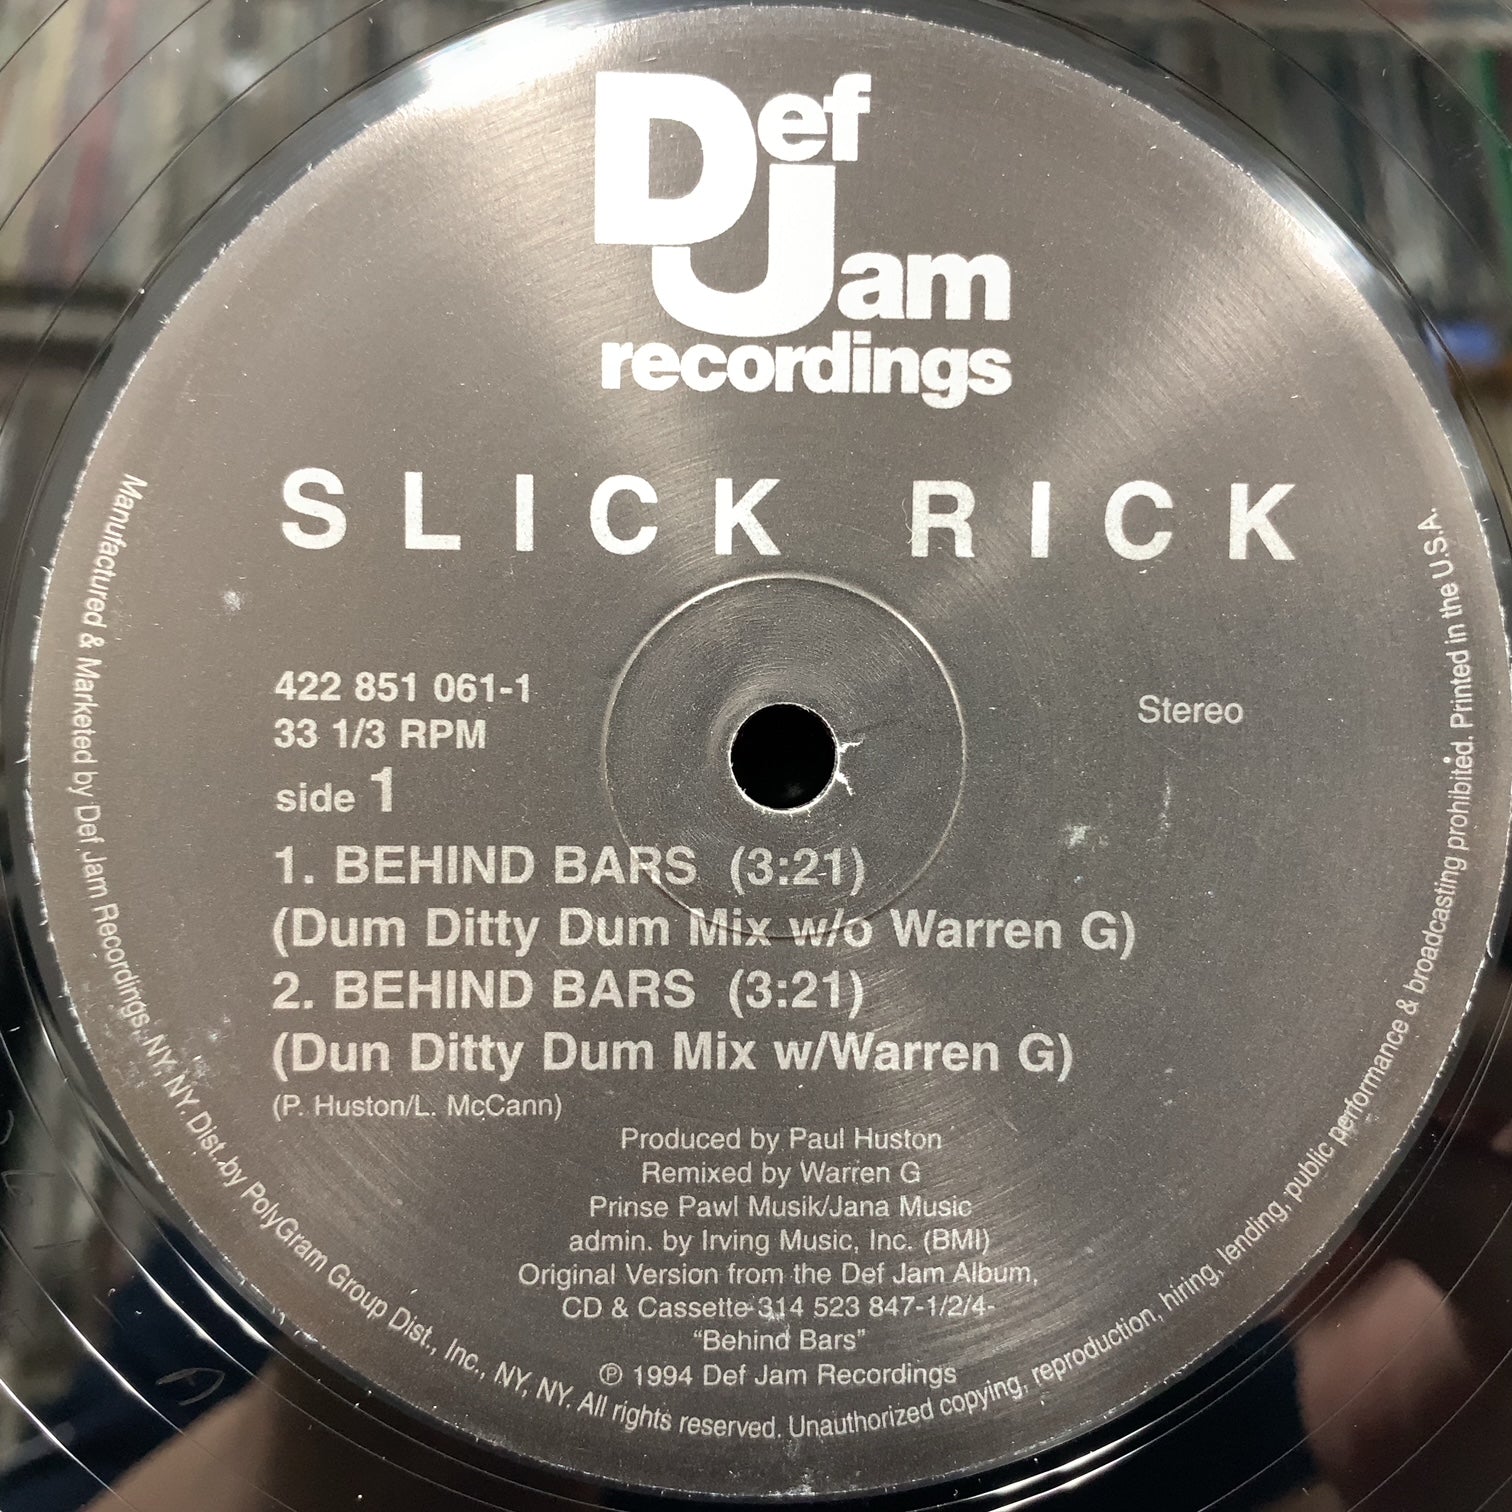 Def Jam
recordings
SLICK RICK
422 851 061-1
33 1/3 RPM
side 1
Stereo
1. BEHIND BARS (3:21)
(Dum Ditty Dum Mix w/o Warren G)
2. BEHIND BARS (3:21)
(Dun Ditty Dum Mix w/Warren G)
(P. Huston/L. McCann)
Produced by Paul Huston
Remixed by Warren G
Prinse Pawl Musik/Jana Music
admin. by Irving Music, Inc. (BMI)
Original Version from the Def Jam Album,
CD & Cassette-314 523 847-1/2/4-
“Behind Bars”
℗ 1994 Def Jam Recordings
Manufactured & Marketed by Def Jam Recordings, NY, NY. Dist. by PolyGram Group Dist., Inc., NY, NY. All rights reserved. Unauthorized copying, reproduction, hiring, lending, public performance & broadcasting prohibited. Printed in the U.S.A.